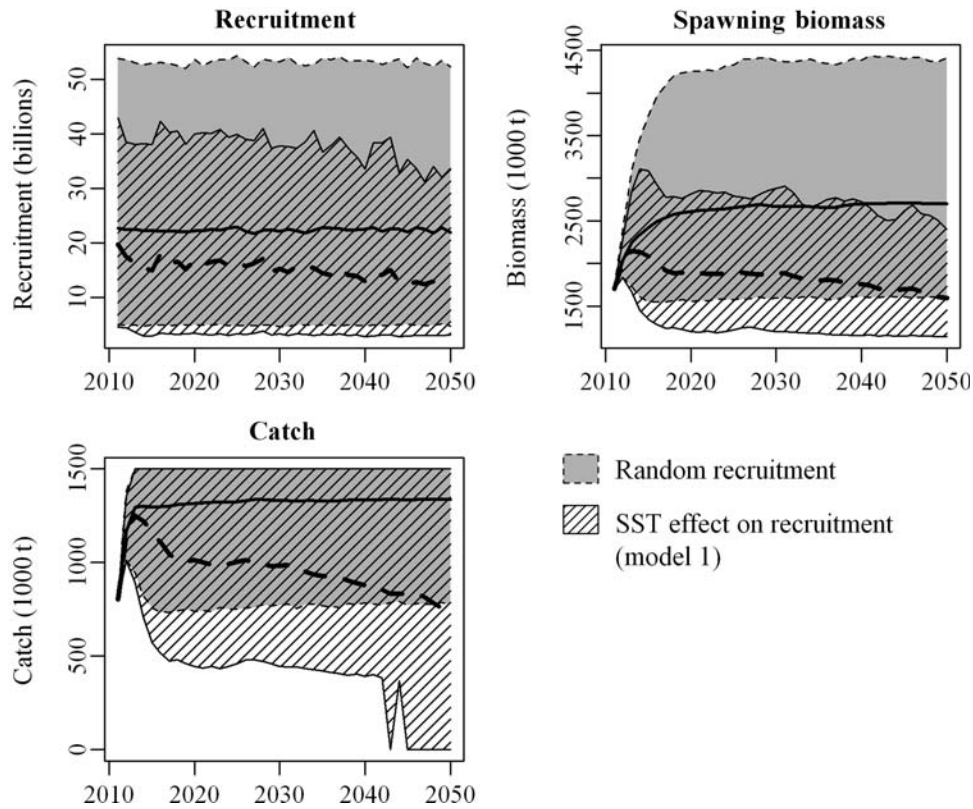 Recruitment
Recruitment (billions)
50
40
30
20
10
2010 2020 2030 2040 2050
Spawning biomass
Biomass (1000 t)
4500
3500
2500
1500
2010 2020 2030 2040 2050
Catch
Catch (1000 t)
1500
1000
500
0
2010 2020 2030 2040 2050
Random recruitment
SST effect on recruitment
(model 1)